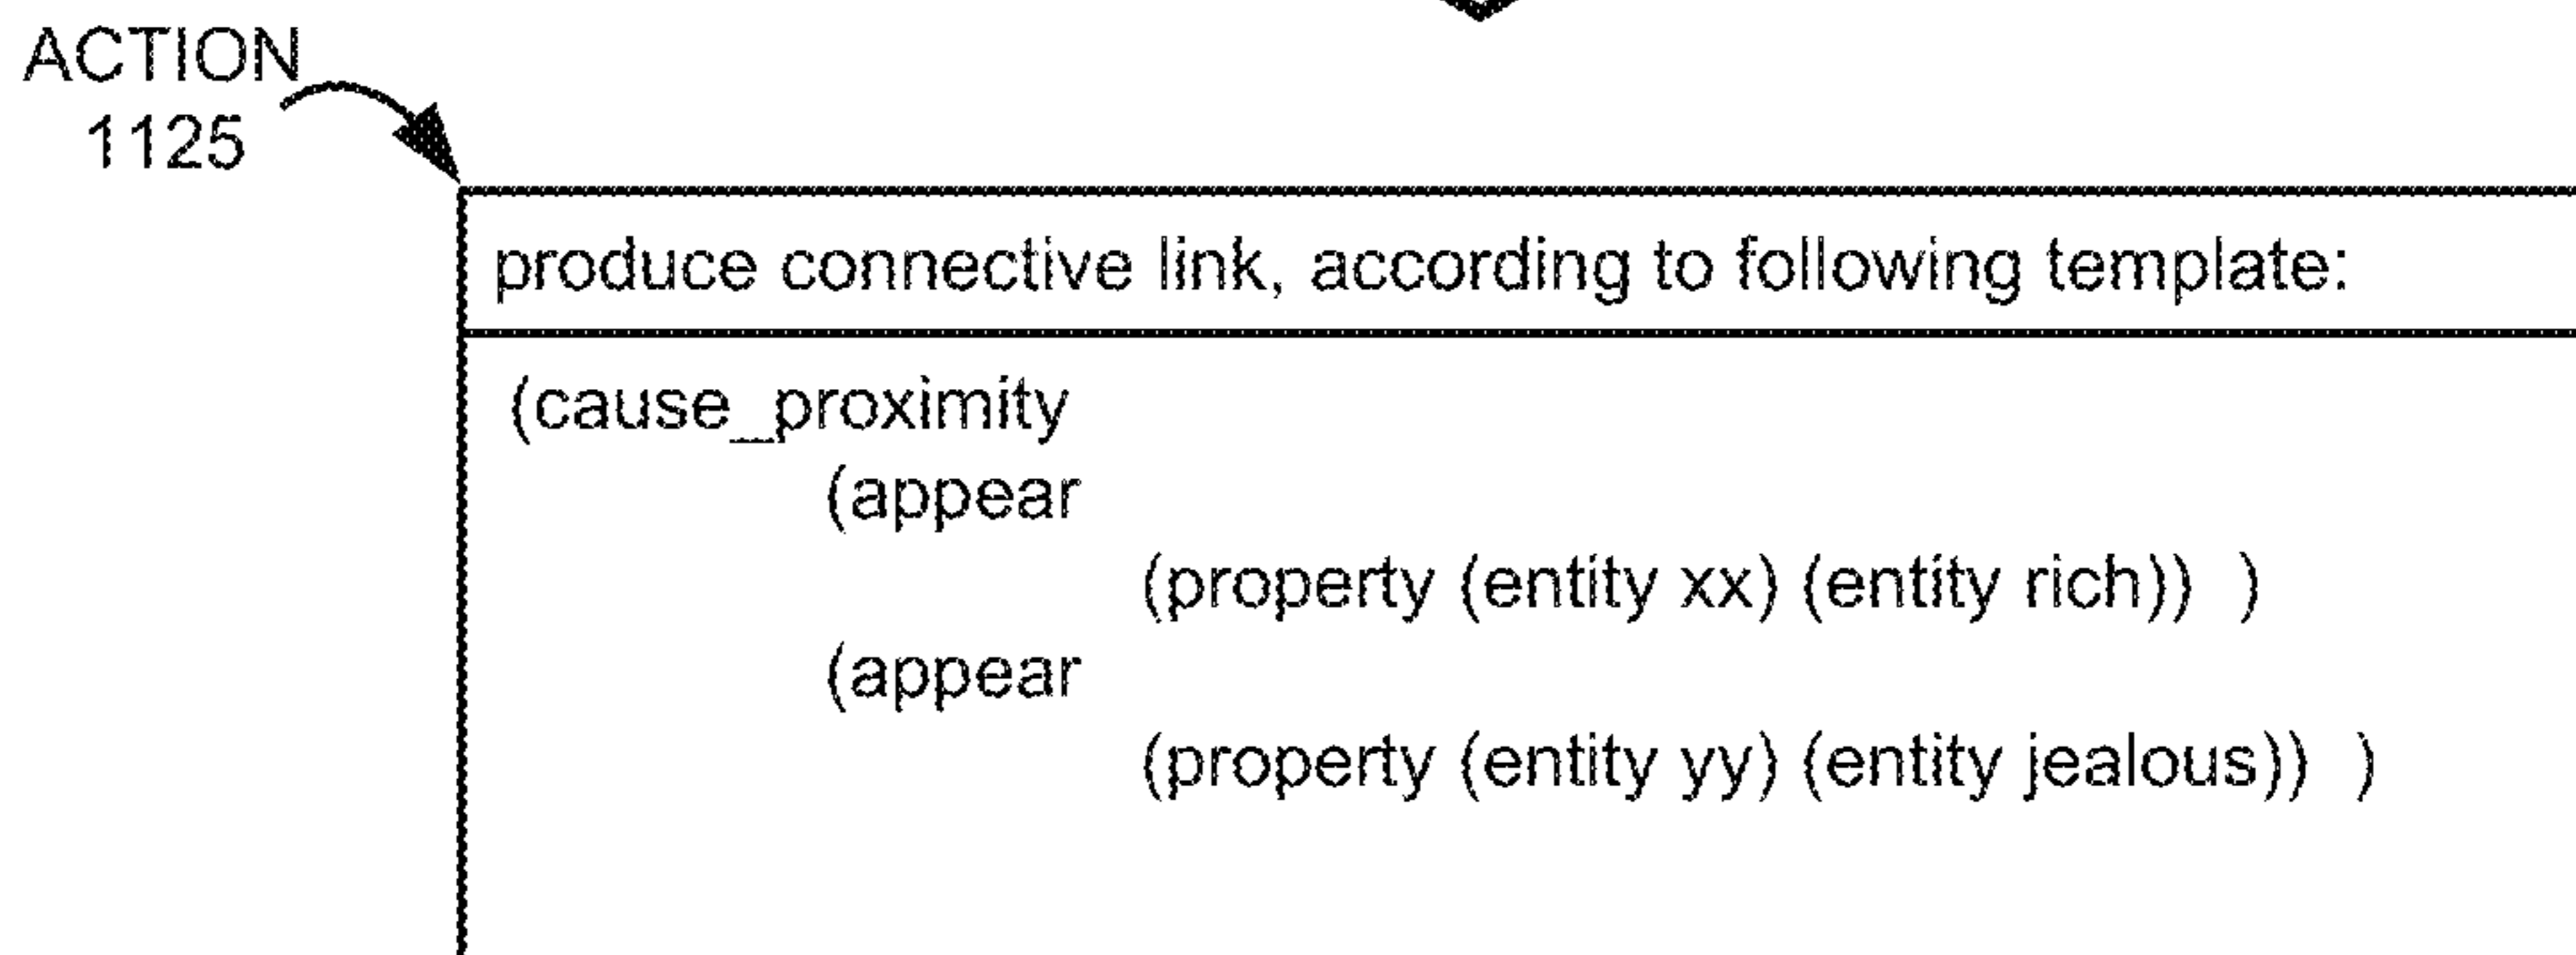 ACTION
1125
produce connective link, according to following template:
(cause_proximity
(appear
(property (entity xx) (entity rich)) )
(appear
(property (entity yy) (entity jealous)) )